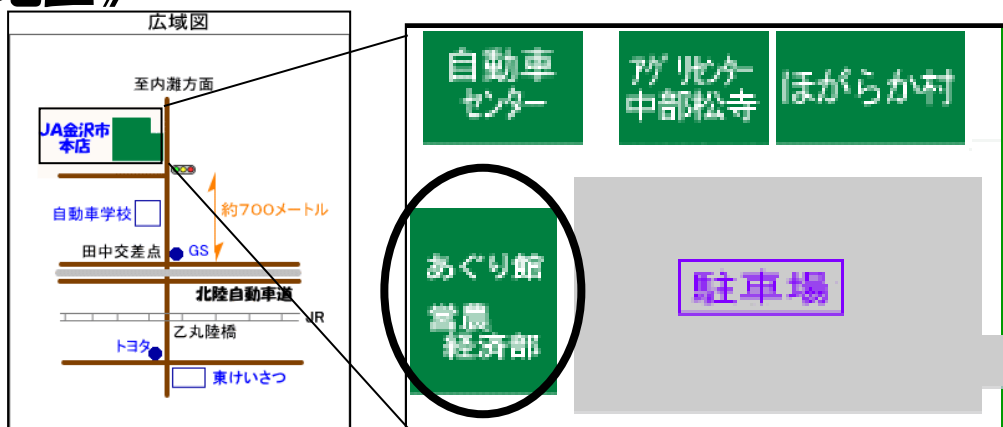 広域図
至内灘方面
JA金沢市
本店
自動車学校
約700メートル
田中交差点
GS
北陸自動車道
JR
乙丸陸橋
トヨタ
東けいさつ
自動車
センター
アグリセンター
中部松寺
ほがらか村
あぐり館
営農
経済部
駐車場